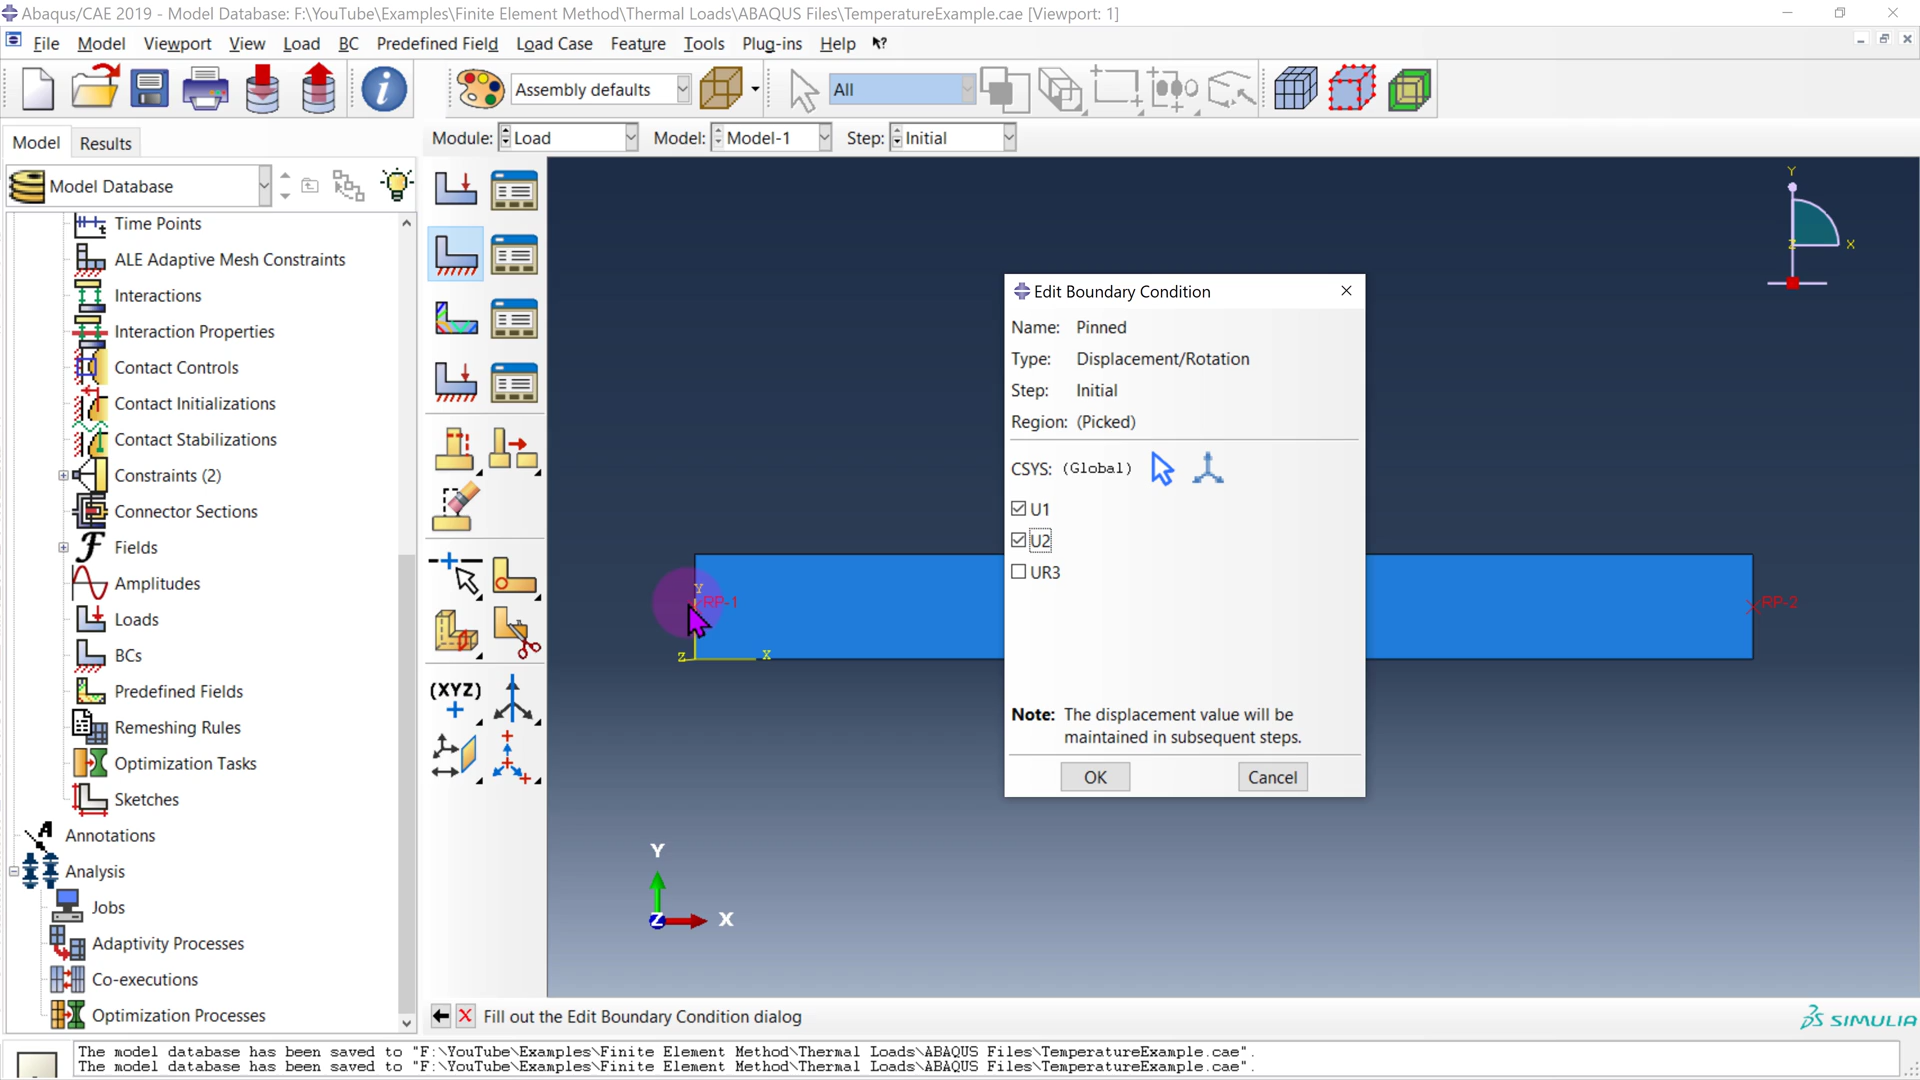 Abaqus/CAE 2019 - Model Database: F:\YouTube\Examples\Finite Element Method\Thermal Loads\ABAQUS Files\TemperatureExample.cae [Viewport: 1]
File Model Viewport View Load BC Predefined Field Load Case Feature Tools Plug-ins Help
Assembly defaults All
Model Results Module: Load Model: Model-1 Step: Initial
Model Database
Time Points
ALE Adaptive Mesh Constraints
Interactions
Interaction Properties
Contact Controls
Contact Initializations
Contact Stabilizations
Constraints (2)
Connector Sections
Fields
Amplitudes
Loads
BCs
Predefined Fields
Remeshing Rules
Optimization Tasks
Sketches
Annotations
Analysis
Jobs
Adaptivity Processes
Co-executions
Optimization Processes
(XYZ)
Y
Z X
Edit Boundary Condition
Name: Pinned
Type: Displacement/Rotation
Step: Initial
Region: (Picked)
CSYS: (Global)
U1
U2
UR3
Note: The displacement value will be
maintained in subsequent steps.
OK Cancel
Y
RP-1
RP-2
Z X
Y
Z X
Fill out the Edit Boundary Condition dialog
SIMULIA
The model database has been saved to "F:\YouTube\Examples\Finite Element Method\Thermal Loads\ABAQUS Files\TemperatureExample.cae".
The model database has been saved to "F:\YouTube\Examples\Finite Element Method\Thermal Loads\ABAQUS Files\TemperatureExample.cae".